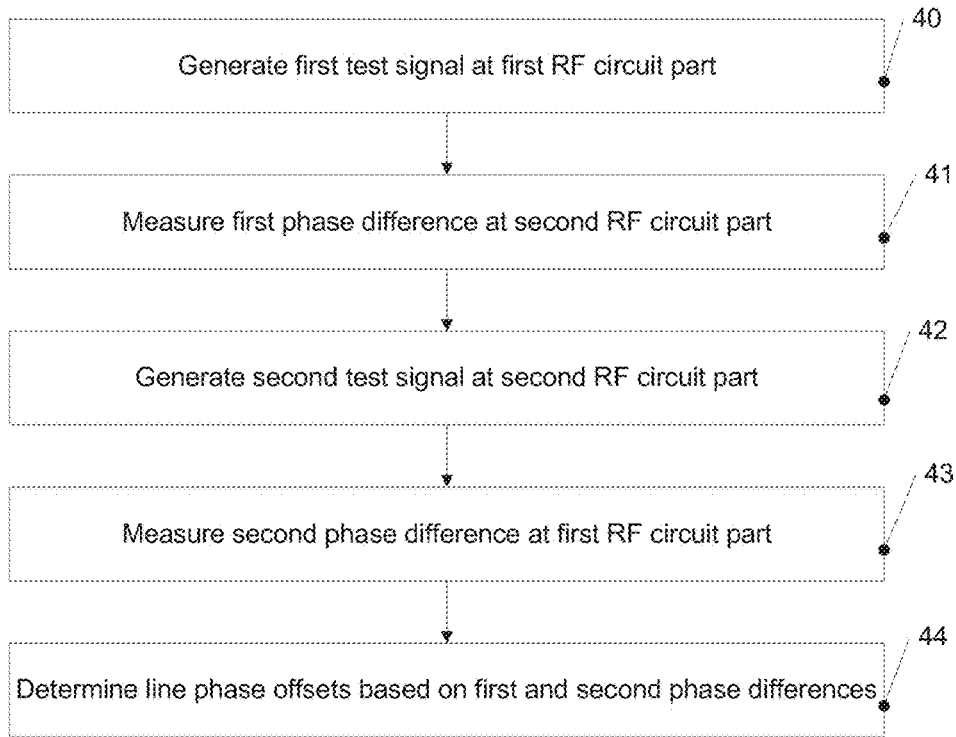 40
Generate first test signal at first RF circuit part
41
Measure first phase difference at second RF circuit part
42
Generate second test signal at second RF circuit part
43
Measure second phase difference at first RF circuit part
44
Determine line phase offsets based on first and second phase differences